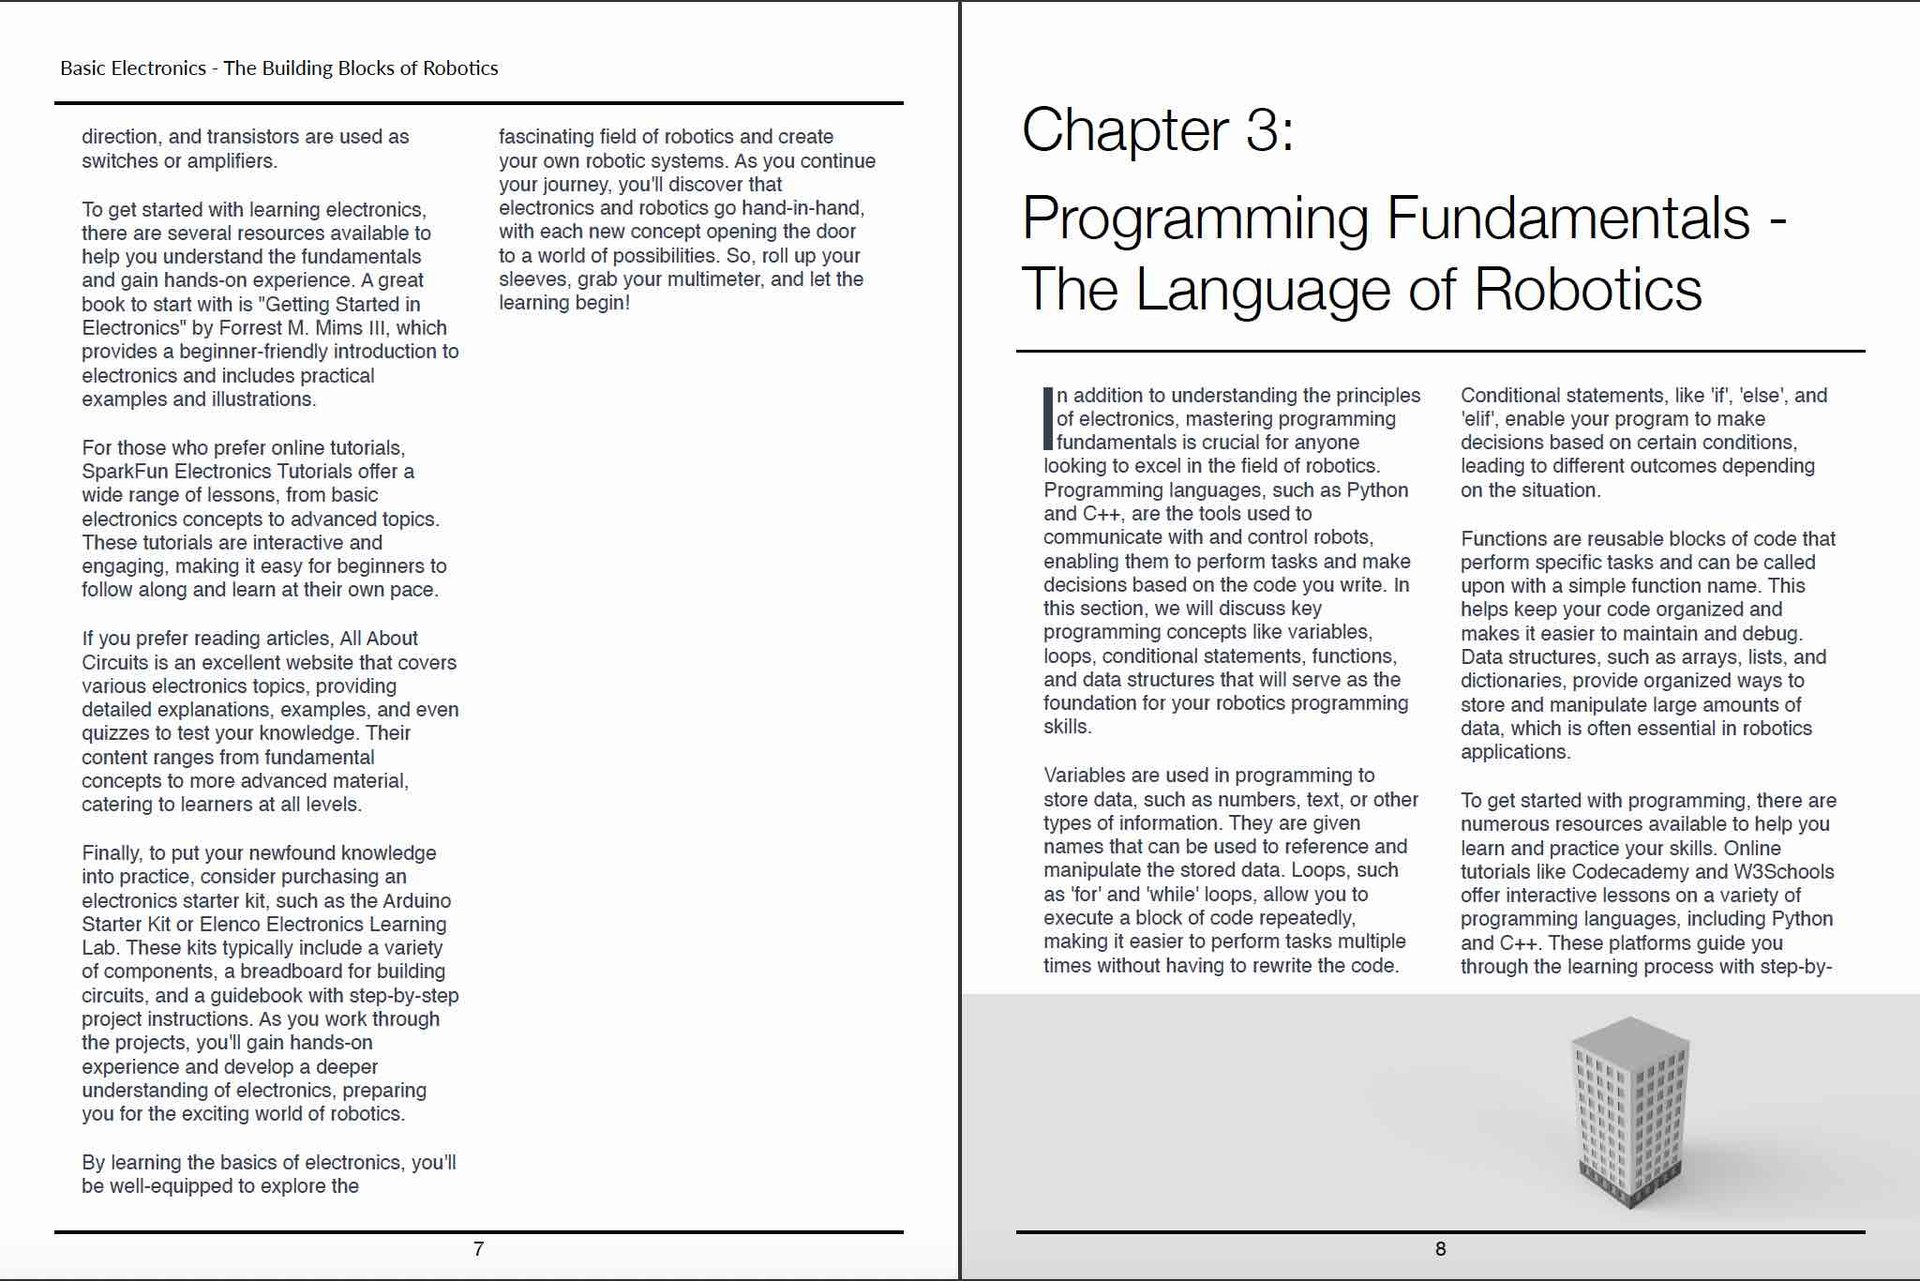 Basic Electronics - The Building Blocks of Robotics
direction, and transistors are used as
switches or amplifiers.
To get started with learning electronics,
there are several resources available to
help you understand the fundamentals
and gain hands-on experience. A great
book to start with is "Getting Started in
Electronics" by Forrest M. Mims III, which
provides a beginner-friendly introduction to
electronics and includes practical
examples and illustrations.
For those who prefer online tutorials,
SparkFun Electronics Tutorials offer a
wide range of lessons, from basic
electronics concepts to advanced topics.
These tutorials are interactive and
engaging, making it easy for beginners to
follow along and learn at their own pace.
If you prefer reading articles, All About
Circuits is an excellent website that covers
various electronics topics, providing
detailed explanations, examples, and even
quizzes to test your knowledge. Their
content ranges from fundamental
concepts to more advanced material,
catering to learners at all levels.
Finally, to put your newfound knowledge
into practice, consider purchasing an
electronics starter kit, such as the Arduino
Starter Kit or Elenco Electronics Learning
Lab. These kits typically include a variety
of components, a breadboard for building
circuits, and a guidebook with step-by-step
project instructions. As you work through
the projects, you'll gain hands-on
experience and develop a deeper
understanding of electronics, preparing
you for the exciting world of robotics.
By learning the basics of electronics, you'll
be well-equipped to explore the
fascinating field of robotics and create
your own robotic systems. As you continue
your journey, you'll discover that
electronics and robotics go hand-in-hand,
with each new concept opening the door
to a world of possibilities. So, roll up your
sleeves, grab your multimeter, and let the
learning begin!
7
Chapter 3:
Programming Fundamentals -
The Language of Robotics
In addition to understanding the principles
of electronics, mastering programming
fundamentals is crucial for anyone
looking to excel in the field of robotics.
Programming languages, such as Python
and C++, are the tools used to
communicate with and control robots,
enabling them to perform tasks and make
decisions based on the code you write. In
this section, we will discuss key
programming concepts like variables,
loops, conditional statements, functions,
and data structures that will serve as the
foundation for your robotics programming
skills.
Variables are used in programming to
store data, such as numbers, text, or other
types of information. They are given
names that can be used to reference and
manipulate the stored data. Loops, such
as 'for' and 'while' loops, allow you to
execute a block of code repeatedly,
making it easier to perform tasks multiple
times without having to rewrite the code.
Conditional statements, like 'if', 'else', and
'elif', enable your program to make
decisions based on certain conditions,
leading to different outcomes depending
on the situation.
Functions are reusable blocks of code that
perform specific tasks and can be called
upon with a simple function name. This
helps keep your code organized and
makes it easier to maintain and debug.
Data structures, such as arrays, lists, and
dictionaries, provide organized ways to
store and manipulate large amounts of
data, which is often essential in robotics
applications.
To get started with programming, there are
numerous resources available to help you
learn and practice your skills. Online
tutorials like Codecademy and W3Schools
offer interactive lessons on a variety of
programming languages, including Python
and C++. These platforms guide you
through the learning process with step-by-
8